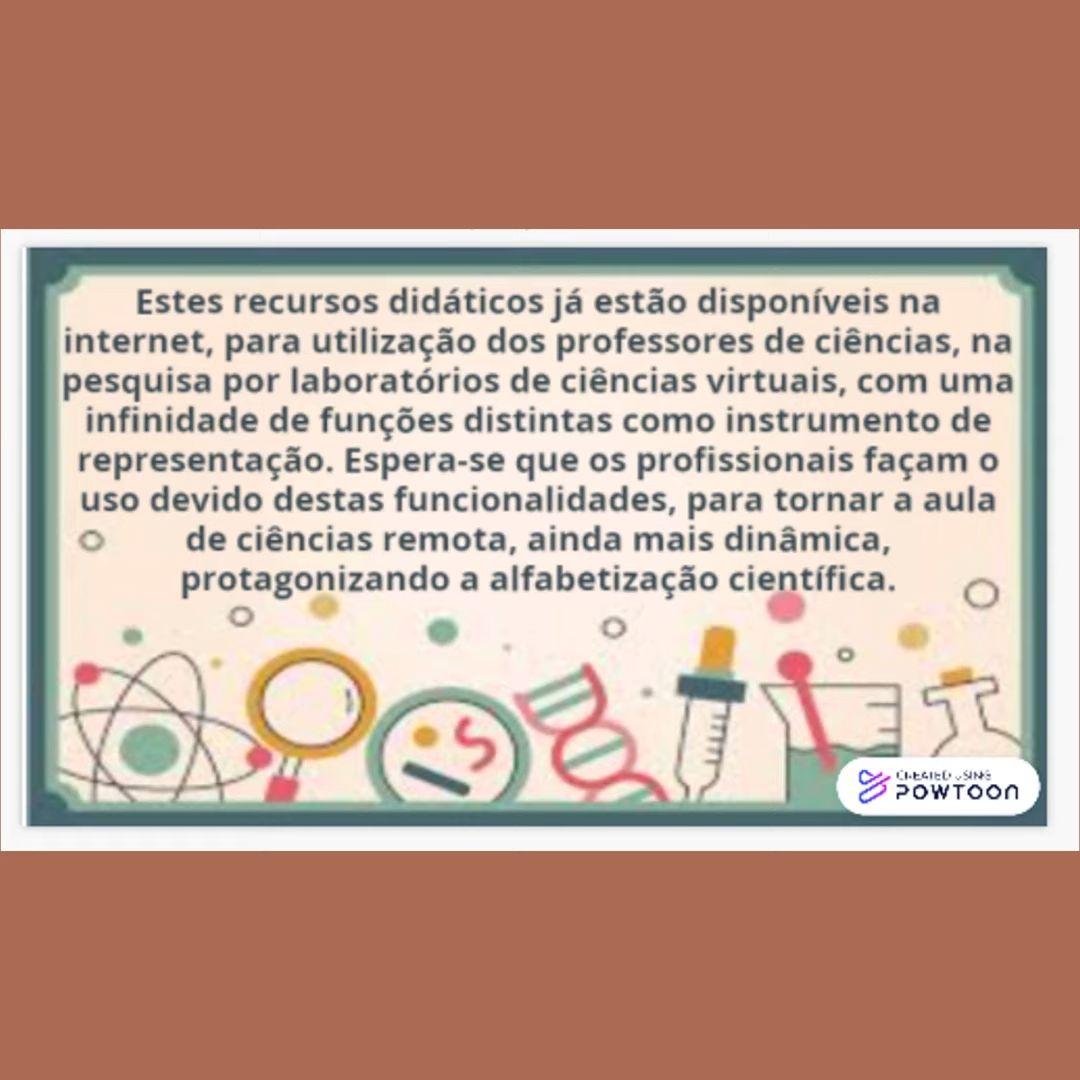 Estes recursos didáticos já estão disponíveis na
internet, para utilização dos professores de ciências, na
pesquisa por laboratórios de ciências virtuais, com uma
infinidade de funções distintas como instrumento de
representação. Espera-se que os profissionais façam o
uso devido destas funcionalidades, para tornar a aula
de ciências remota, ainda mais dinâmica,
protagonizando a alfabetização científica.
CREATED USING
POWTOON